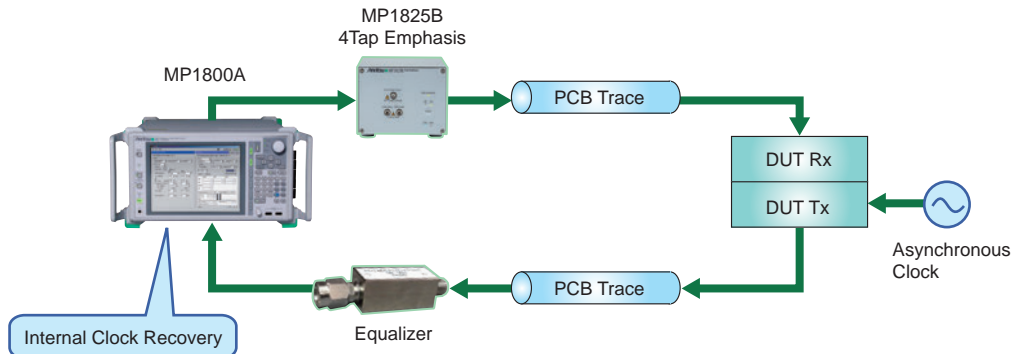 MP1825B
4Tap Emphasis
MP1800A
PCB Trace
DUT Rx
DUT Tx
Asynchronous
Clock
PCB Trace
Equalizer
Internal Clock Recovery